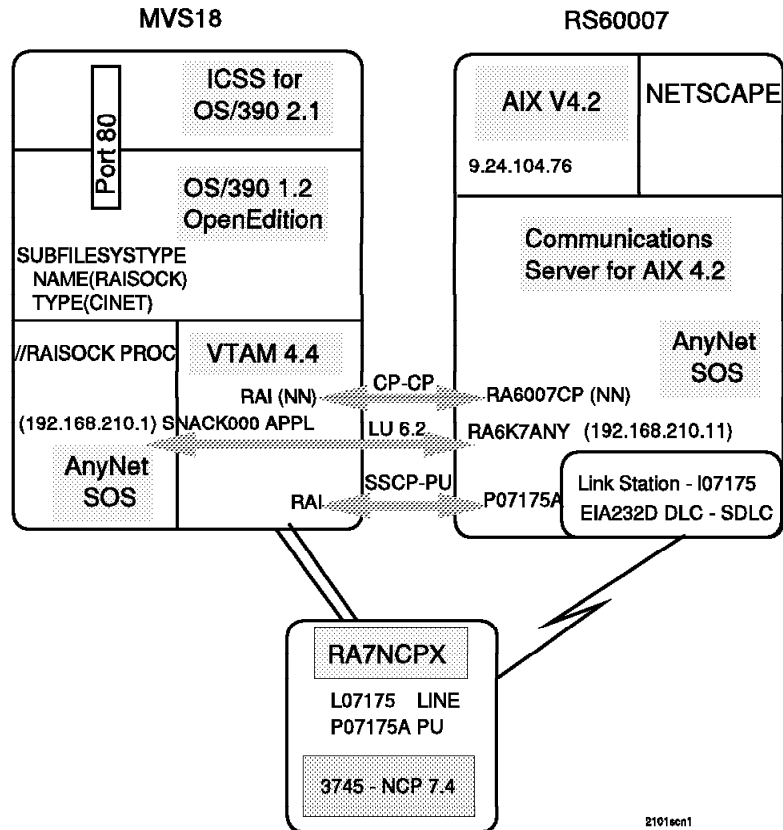 MVS18
RS60007
Port 80
ICSS for
OS/390 2.1
OS/390 1.2
OpenEdition
SUBFILESYSTYPE
NAME(RAISOCK)
TYPE(CINET)
//RAISOCK PROC
VTAM 4.4
RAI (NN)
(192.168.210.1) SNACK000 APPL
AnyNet
SOS
RAI
CP-CP
LU 6.2
SSCP-PU
AIX V4.2
NETSCAPE
9.24.104.76
Communications
Server for AIX 4.2
AnyNet
SOS
RA6007CP (NN)
RA6K7ANY (192.168.210.11)
P07175A
Link Station - l07175
EIA232D DLC - SDLC
RA7NCPX
L07175 LINE
P07175A PU
3745 - NCP 7.4
2101scn1